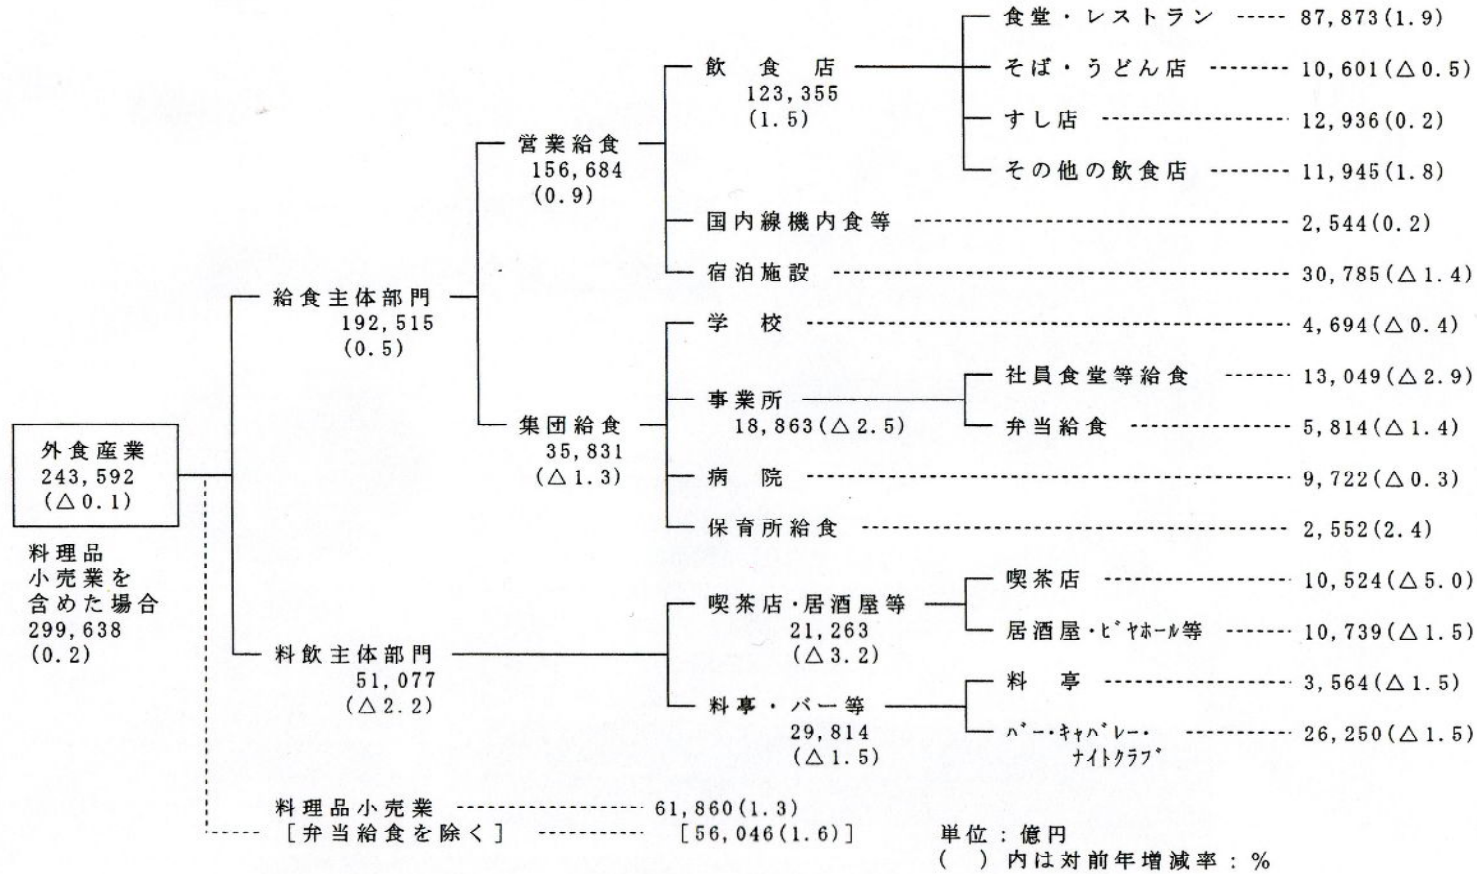 食堂・レストラン ----- 87,873(1.9)
飲食店
そば・うどん店 ------- 10,601(△0.5)
123,355
(1.5)
すし店 ---------------- 12,936(0.2)
営業給食
156,684
(0.9)
その他の飲食店 ------- 11,945(1.8)
国内線機内食等 -------------------------------- 2,544(0.2)
宿泊施設 --------------------------------------- 30,785(△1.4)
給食主体部門
192,515
(0.5)
学校 ----------------------------------------- 4,694(△0.4)
社員食堂等給食 ------ 13,049(△2.9)
事業所
18,863(△2.5)
弁当給食 -------------- 5,814(△1.4)
集団給食
35,831
(△1.3)
外食産業
243,592
(△0.1)
病院 ----------------------------------------- 9,722(△0.3)
保育所給食 ------------------------------------ 2,552(2.4)
料理品
小売業を
含めた場合
299,638
(0.2)
喫茶店 ------------------ 10,524(△5.0)
喫茶店・居酒屋等
21,263
(△3.2)
居酒屋・ﾋﾞﾔﾎｰﾙ等 ------ 10,739(△1.5)
料飲主体部門
51,077
(△2.2)
料亭 ---------------- 3,564(△1.5)
料亭・バー等
29,814
(△1.5)
ﾊﾞｰ・ｷｬﾊﾞﾚｰ・
ﾅｲﾄｸﾗﾌﾞ ---------- 26,250(△1.5)
料理品小売業 ---------------- 61,860(1.3)
[弁当給食を除く] --------- [56,046(1.6)]
単位：億円
( )内は対前年増減率：%